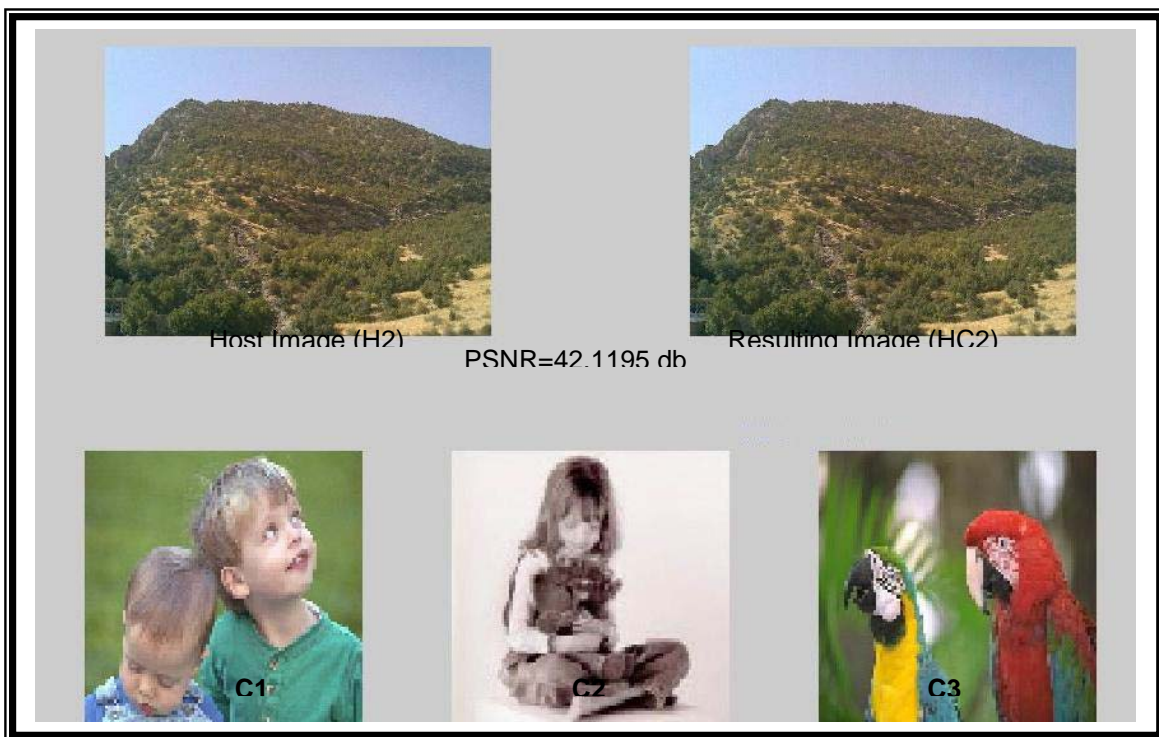 Host Image (H2)
Resulting Image (HC2)
PSNR=42.1195 db
C1
C2
C3